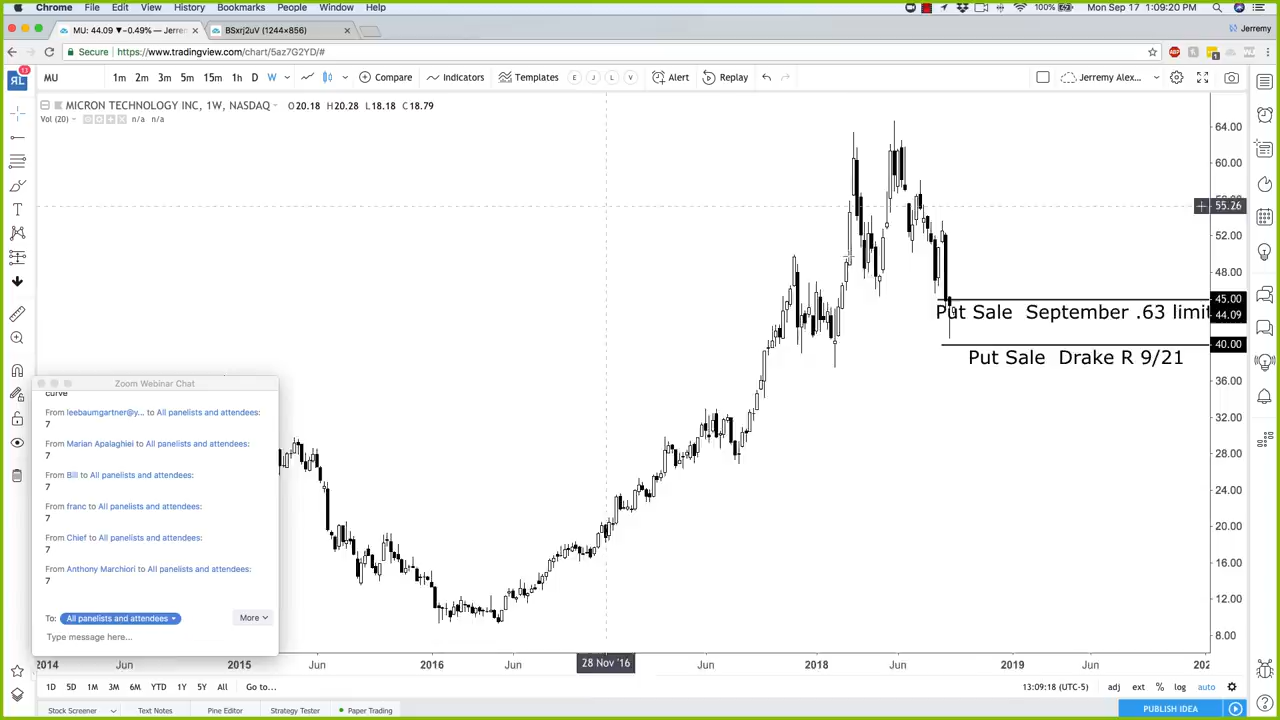 Chrome File Edit View History Bookmarks People Window Help 100% Mon Sep 17 1:09:20 PM
MU: 44.09 ▼−0.49% — Jerren × BSxrj2uV (1244×856) × Jerremy
Secure https://www.tradingview.com/chart/5az7G2YD/#
MU 1m 2m 3m 5m 15m 1h D W Compare Indicators Templates E J L V Alert Replay Jeremy Alex...
MICRON TECHNOLOGY INC, 1W, NASDAQ O20.18 H20.28 L18.18 C18.79
Vol (20) n/a n/a
64.00
60.00
55.26
52.00
48.00
45.00
Put Sale September .63 limit
44.09
40.00
Put Sale Drake R 9/21
36.00
32.00
28.00
24.00
20.00
16.00
12.00
8.00
Zoom Webinar Chat
curve
From leebaumgartner@y... to All panelists and attendees:
7
From Marian Apalaghiei to All panelists and attendees:
7
From Bill to All panelists and attendees:
7
From franc to All panelists and attendees:
7
From Chief to All panelists and attendees:
7
From Anthony Marchiori to All panelists and attendees:
7
To: All panelists and attendees More
Type message here...
2014 Jun 2015 Jun 2016 Jun 28 Nov '16 Jun 2018 Jun 2019 Jun 202
1D 5D 1M 3M 6M YTD 1Y 5Y All Go to... 13:09:18 (UTC-5) adj ext % log auto
Stock Screener Text Notes Pine Editor Strategy Tester Paper Trading PUBLISH IDEA